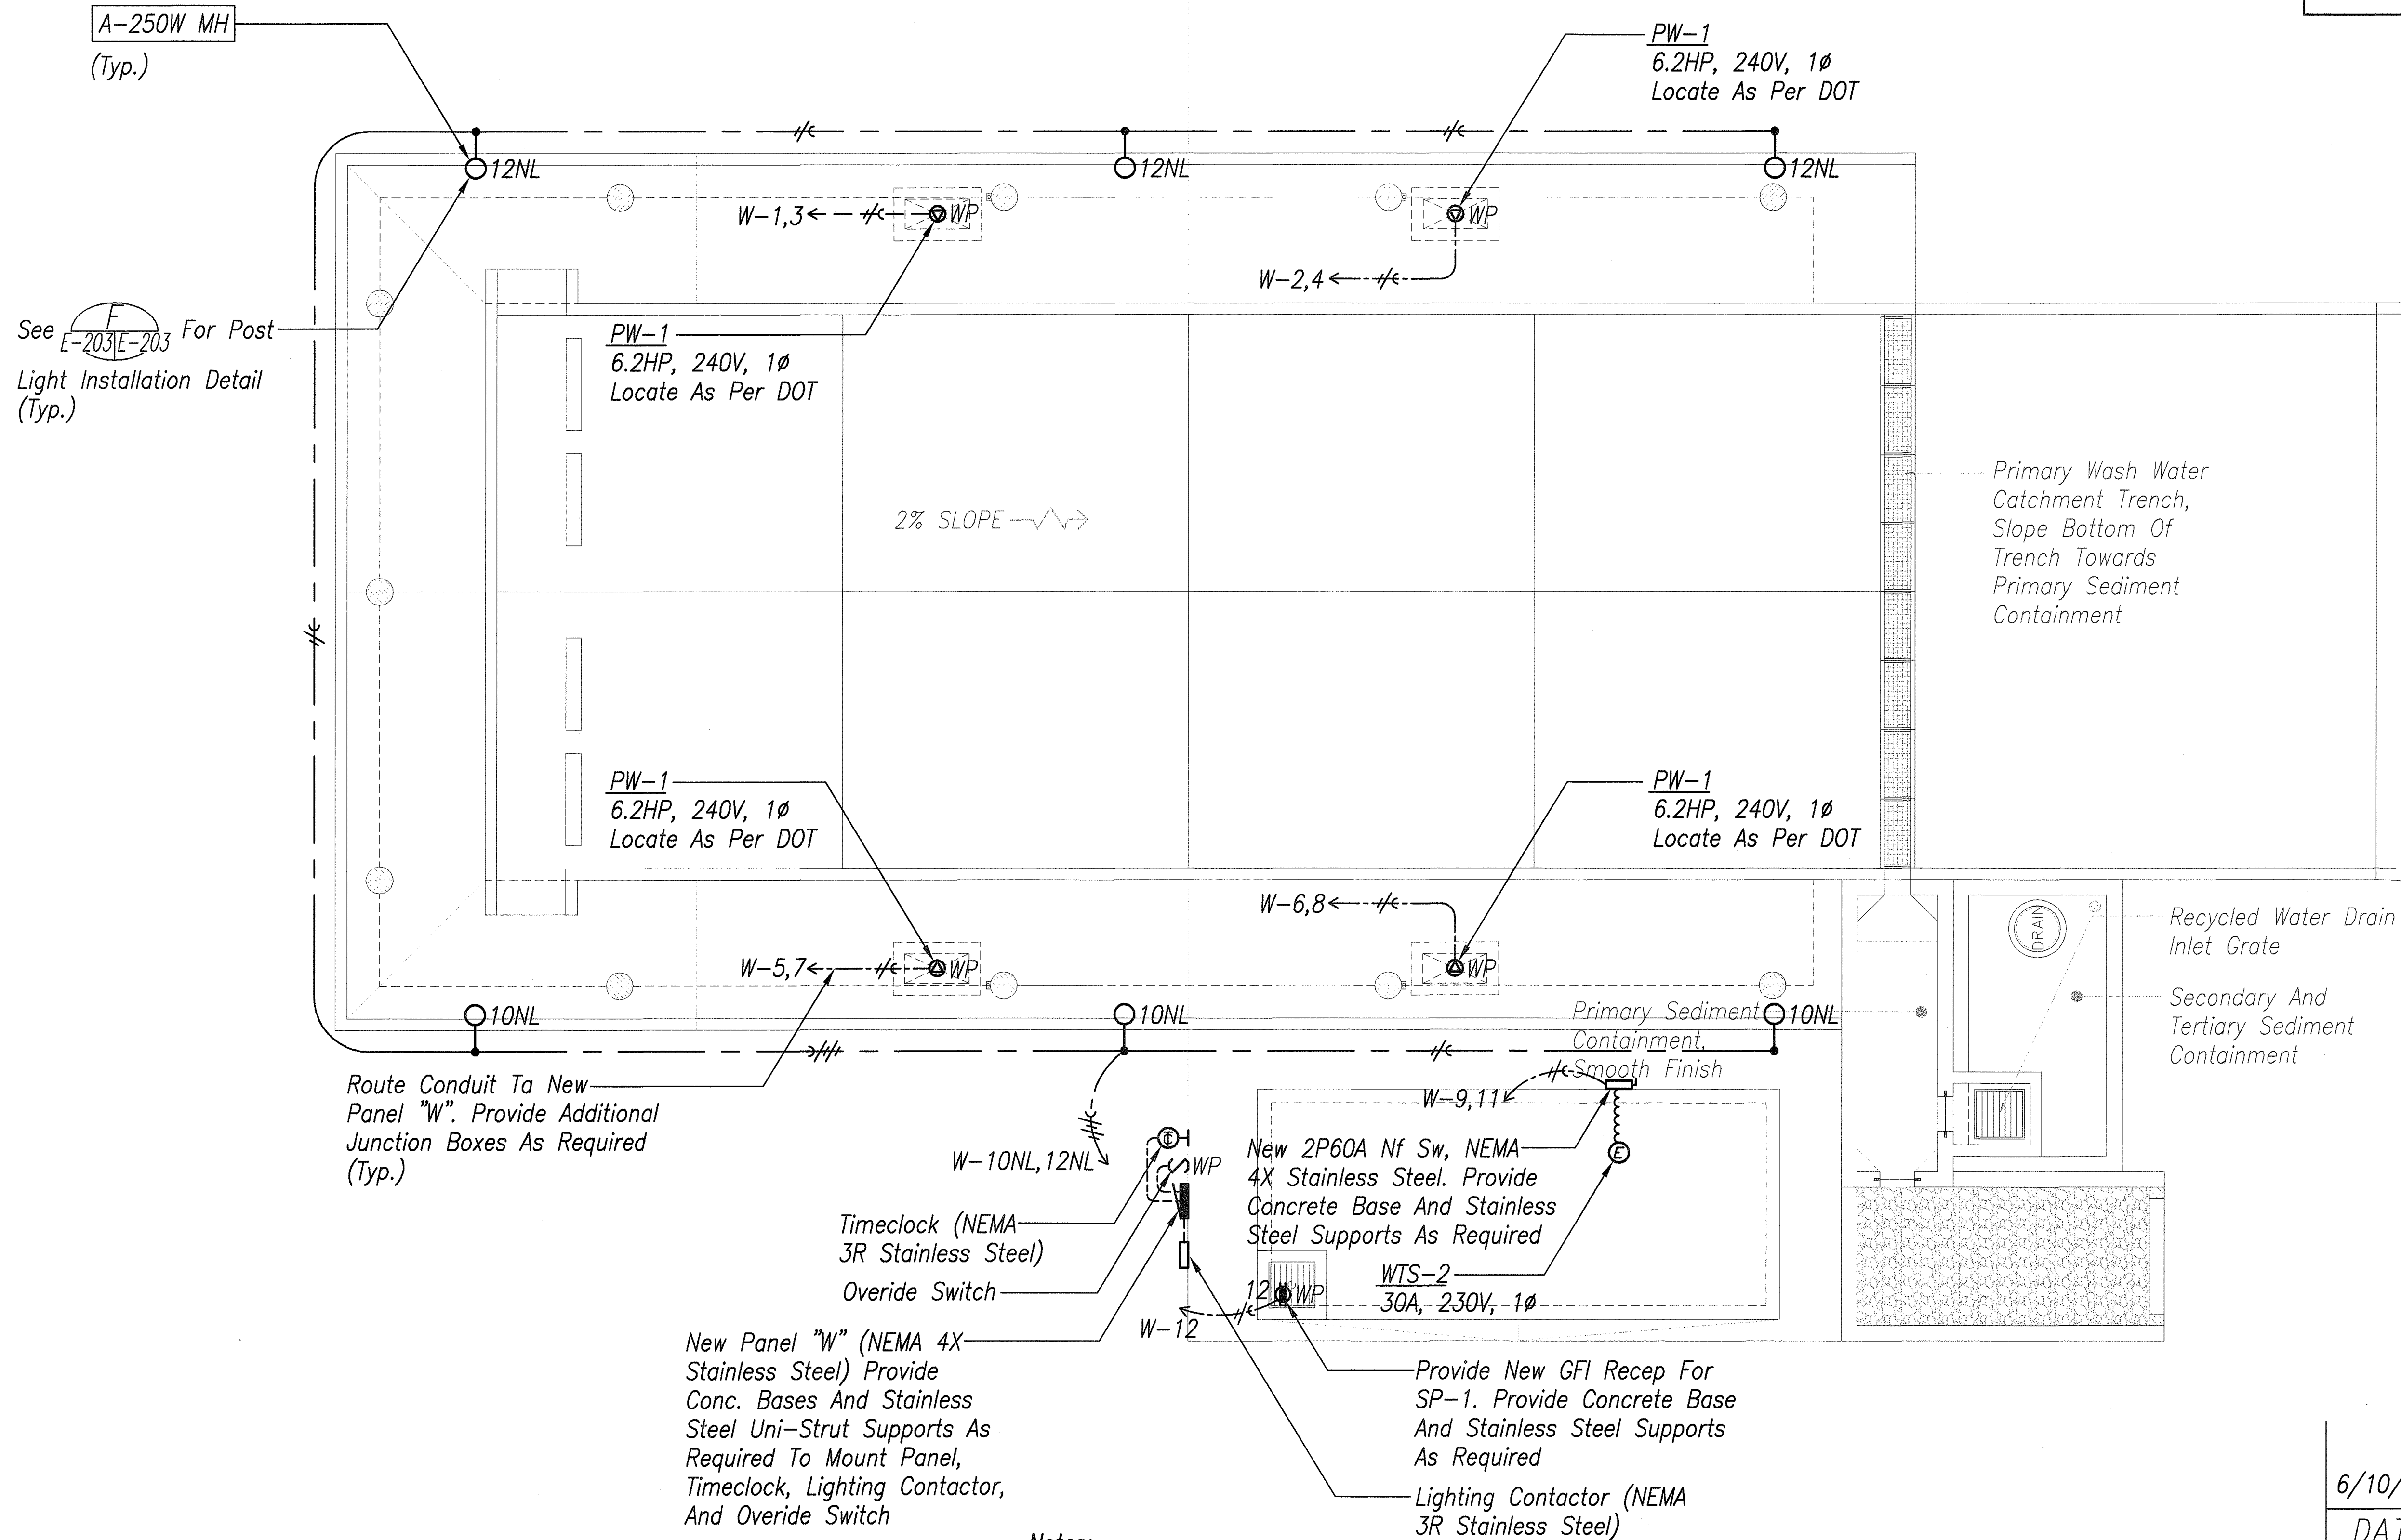 A-250W MH
(Typ.)
PW-1
6.2HP, 240V, 1ø
Locate As Per DOT
12NL
12NL
12NL
W-1,3
WP
WP
W-2,4
See F For Post
E-203 E-203
Light Installation Detail
(Typ.)
PW-1
6.2HP, 240V, 1ø
Locate As Per DOT
2% SLOPE
Primary Wash Water
Catchment Trench,
Slope Bottom Of
Trench Towards
Primary Sediment
Containment
PW-1
6.2HP, 240V, 1ø
Locate As Per DOT
PW-1
6.2HP, 240V, 1ø
Locate As Per DOT
W-6,8
W-5,7
WP
WP
DRAIN
Recycled Water Drain
Inlet Grate
Secondary And
Tertiary Sediment
Containment
10NL
10NL
10NL
Primary Sediment
Containment,
Smooth Finish
Route Conduit Ta New
Panel "W". Provide Additional
Junction Boxes As Required
(Typ.)
W-10NL,12NL
W-9,11
TC
WP
New 2P60A Nf Sw, NEMA
4X Stainless Steel. Provide
Concrete Base And Stainless
Steel Supports As Required
E
Timeclock (NEMA
3R Stainless Steel)
Overide Switch
WTS-2
30A, 230V, 1ø
12
WP
W-12
New Panel "W" (NEMA 4X
Stainless Steel) Provide
Conc. Bases And Stainless
Steel Uni-Strut Supports As
Required To Mount Panel,
Timeclock, Lighting Contactor,
And Overide Switch
Provide New GFI Recep For
SP-1. Provide Concrete Base
And Stainless Steel Supports
As Required
Lighting Contactor (NEMA
3R Stainless Steel)
Notes:
6/10/
DAT